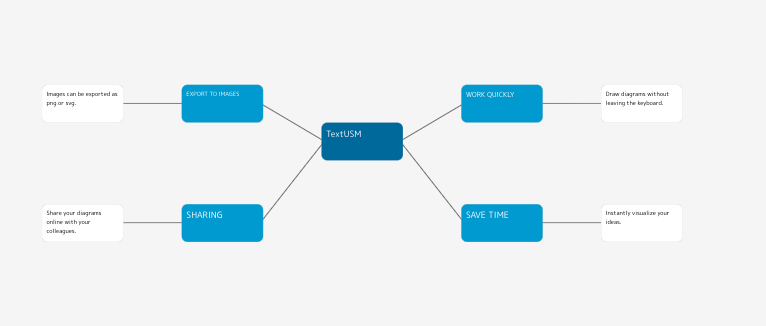 Images can be exported as
png or svg.
EXPORT TO IMAGES
WORK QUICKLY
Draw diagrams without
leaving the keyboard.
TextUSM
Share your diagrams
online with your
colleagues.
SHARING
SAVE TIME
Instantly visualize your
ideas.